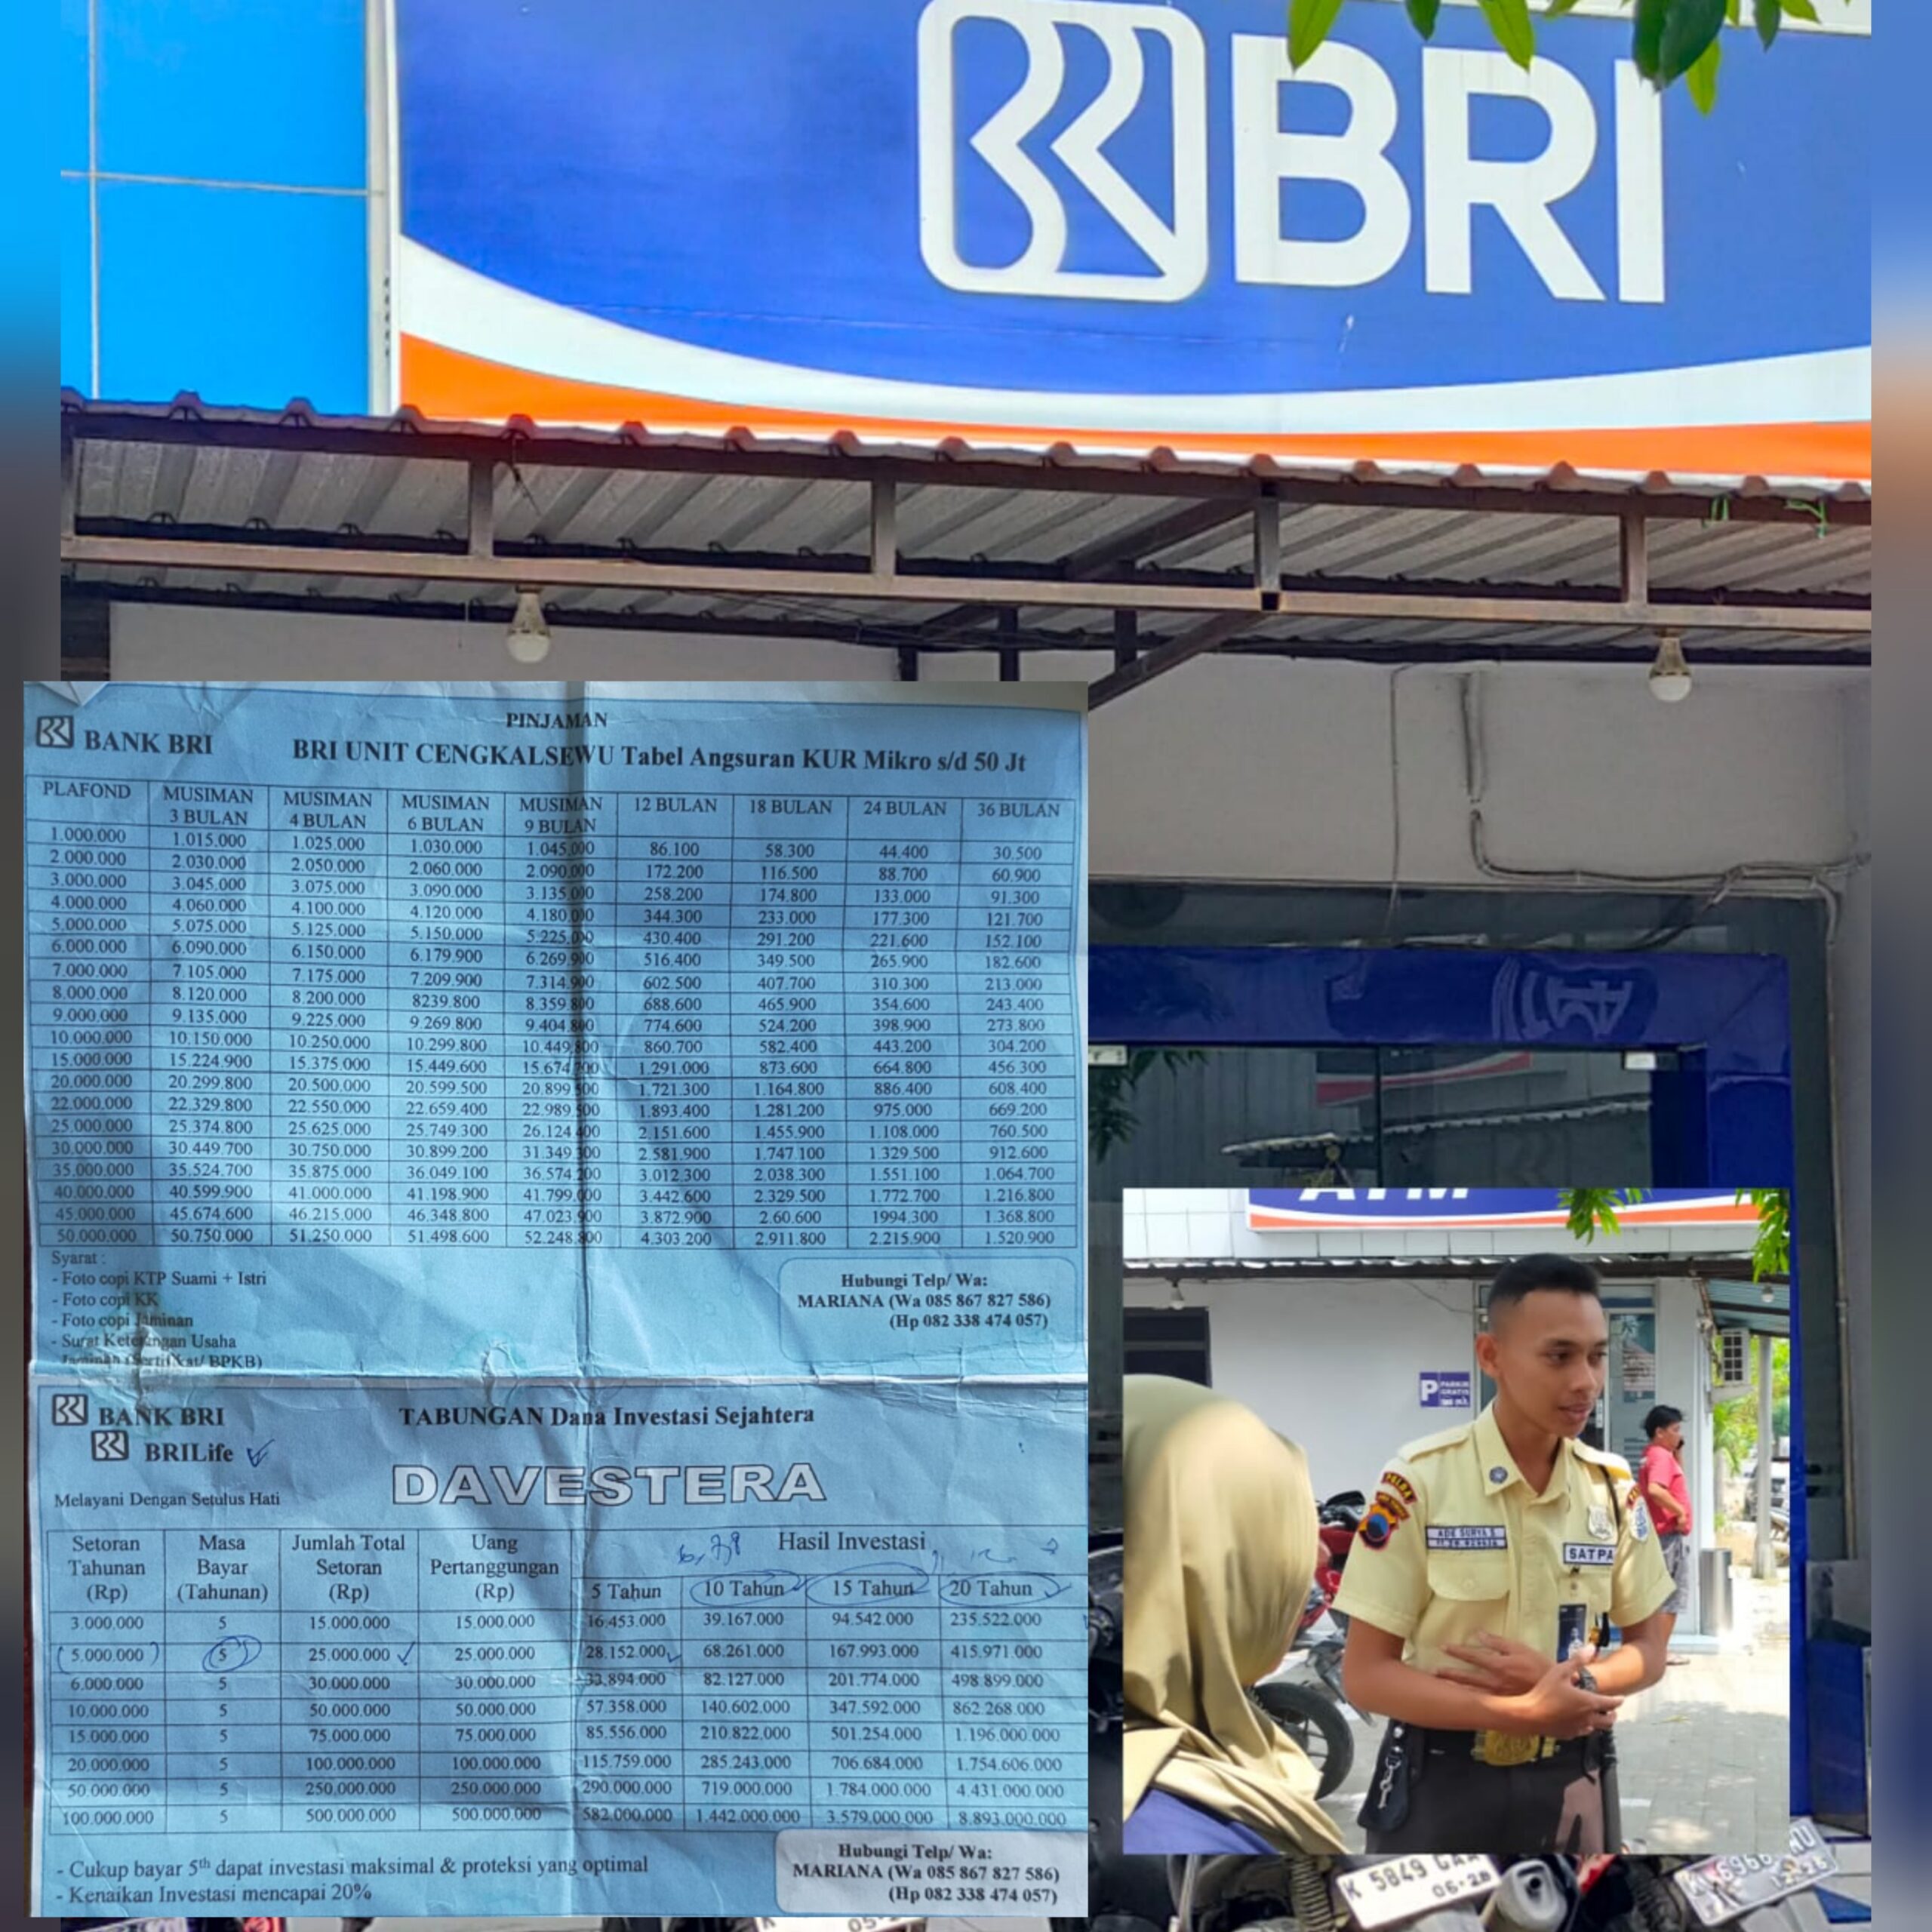 BRI
BANK BRI
PINJAMAN
BRI UNIT CENGKALSEWU Tabel Angsuran KUR Mikro s/d 50 Jt
PLAFOND MUSIMAN 3 BULAN MUSIMAN 4 BULAN MUSIMAN 6 BULAN MUSIMAN 9 BULAN 12 BULAN 18 BULAN 24 BULAN 36 BULAN
1.000.000 1.015.000 1.025.000 1.030.000 1.045.000 86.100 58.300 44.400 30.500
2.000.000 2.030.000 2.050.000 2.060.000 2.090.000 172.200 116.500 88.700 60.900
3.000.000 3.045.000 3.075.000 3.090.000 3.135.000 258.200 174.800 133.000 91.300
4.000.000 4.060.000 4.100.000 4.120.000 4.180.000 344.300 233.000 177.300 121.700
5.000.000 5.075.000 5.125.000 5.150.000 5.225.000 430.400 291.200 221.600 152.100
6.000.000 6.090.000 6.150.000 6.179.900 6.269.900 516.400 349.500 265.900 182.600
7.000.000 7.105.000 7.175.000 7.209.900 7.314.900 602.500 407.700 310.300 213.000
8.000.000 8.120.000 8.200.000 8239.800 8.359.800 688.600 465.900 354.600 243.400
9.000.000 9.135.000 9.225.000 9.269.800 9.404.800 774.600 524.200 398.900 273.800
10.000.000 10.150.000 10.250.000 10.299.800 10.449.800 860.700 582.400 443.200 304.200
15.000.000 15.224.900 15.375.000 15.449.600 15.674.700 1.291.000 873.600 664.800 456.300
20.000.000 20.299.800 20.500.000 20.599.500 20.899.500 1.721.300 1.164.800 886.400 608.400
22.000.000 22.329.800 22.550.000 22.659.400 22.989.500 1.893.400 1.281.200 975.000 669.200
25.000.000 25.374.800 25.625.000 25.749.300 26.124.400 2.151.600 1.455.900 1.108.000 760.500
30.000.000 30.449.700 30.750.000 30.899.200 31.349.300 2.581.900 1.747.100 1.329.500 912.600
35.000.000 35.524.700 35.875.000 36.049.100 36.574.200 3.012.300 2.038.300 1.551.100 1.064.700
40.000.000 40.599.900 41.000.000 41.198.900 41.799.000 3.442.600 2.329.500 1.772.700 1.216.800
45.000.000 45.674.600 46.215.000 46.348.800 47.023.900 3.872.900 2.60.600 1994.300 1.368.800
50.000.000 50.750.000 51.250.000 51.498.600 52.248.800 4.303.200 2.911.800 2.215.900 1.520.900
Syarat :
- Foto copi KTP Suami + Istri
- Foto copi KK
- Foto copi Jaminan
- Surat Keterangan Usaha
Jaminan (Sertifikat/ BPKB)
Hubungi Telp/ Wa:
MARIANA (Wa 085 867 827 586)
(Hp 082 338 474 057)
BANK BRI
BRILife
Melayani Dengan Setulus Hati
TABUNGAN Dana Investasi Sejahtera
DAVESTERA
Setoran Tahunan (Rp) Masa Bayar (Tahunan) Jumlah Total Setoran (Rp) Uang Pertanggungan (Rp) Hasil Investasi
5 Tahun 10 Tahun 15 Tahun 20 Tahun
3.000.000 5 15.000.000 15.000.000 16.453.000 39.167.000 94.542.000 235.522.000
5.000.000 5 25.000.000 25.000.000 28.152.000 68.261.000 167.993.000 415.971.000
6.000.000 5 30.000.000 30.000.000 33.894.000 82.127.000 201.774.000 498.899.000
10.000.000 5 50.000.000 50.000.000 57.358.000 140.602.000 347.592.000 862.268.000
15.000.000 5 75.000.000 75.000.000 85.556.000 210.822.000 501.254.000 1.196.000.000
20.000.000 5 100.000.000 100.000.000 115.759.000 285.243.000 706.684.000 1.754.606.000
50.000.000 5 250.000.000 250.000.000 290.000.000 719.000.000 1.784.000.000 4.431.000.000
100.000.000 5 500.000.000 500.000.000 582.000.000 1.442.000.000 3.579.000.000 8.893.000.000
- Cukup bayar 5th dapat investasi maksimal & proteksi yang optimal
- Kenaikan Investasi mencapai 20%
Hubungi Telp/ Wa:
MARIANA (Wa 085 867 827 586)
(Hp 082 338 474 057)
ATM
P PARKIR GRATIS
POLDA
ADE SURYA S
SATPA
K 5849
06-28
K 6966